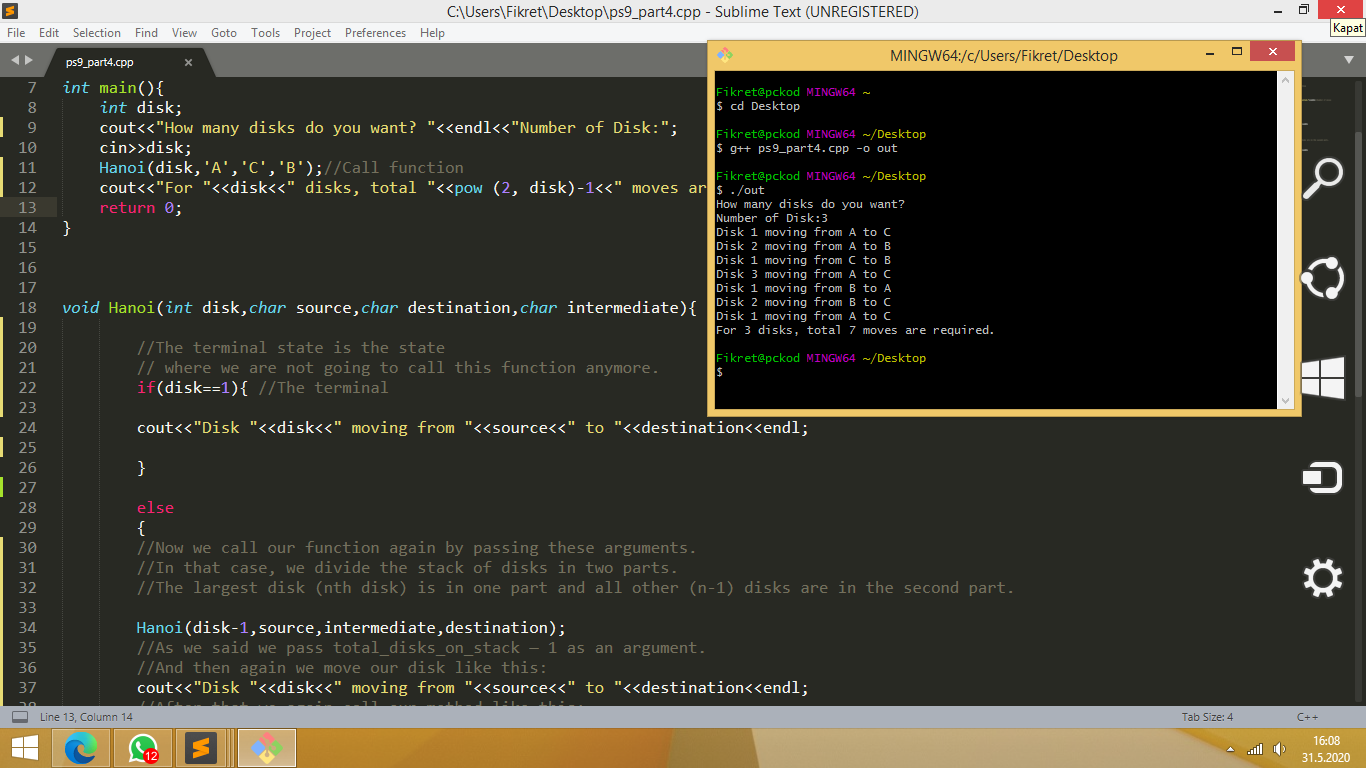 C:\Users\Fikret\Desktop\ps9_part4.cpp - Sublime Text (UNREGISTERED)
Kapat
File Edit Selection Find View Goto Tools Project Preferences Help
ps9_part4.cpp
7 int main(){
8 int disk;
9 cout<<"How many disks do you want? "<<endl<<"Number of Disk:";
10 cin>>disk;
11 Hanoi(disk,'A','C','B');//Call function
12 cout<<"For "<<disk<<" disks, total "<<pow (2, disk)-1<<" moves ar
13 return 0;
14 }
15
16
17
18 void Hanoi(int disk,char source,char destination,char intermediate){
19
20 //The terminal state is the state
21 // where we are not going to call this function anymore.
22 if(disk==1){ //The terminal
23
24 cout<<"Disk "<<disk<<" moving from "<<source<<" to "<<destination<<endl;
25
26 }
27
28 else
29 {
30 //Now we call our function again by passing these arguments.
31 //In that case, we divide the stack of disks in two parts.
32 //The largest disk (nth disk) is in one part and all other (n-1) disks are in the second part.
33
34 Hanoi(disk-1,source,intermediate,destination);
35 //As we said we pass total_disks_on_stack – 1 as an argument.
36 //And then again we move our disk like this:
37 cout<<"Disk "<<disk<<" moving from "<<source<<" to "<<destination<<endl;
MINGW64:/c/Users/Fikret/Desktop
Fikret@pckod MINGW64 ~
$ cd Desktop
Fikret@pckod MINGW64 ~/Desktop
$ g++ ps9_part4.cpp -o out
Fikret@pckod MINGW64 ~/Desktop
$ ./out
How many disks do you want?
Number of Disk:3
Disk 1 moving from A to C
Disk 2 moving from A to B
Disk 1 moving from C to B
Disk 3 moving from A to C
Disk 1 moving from B to A
Disk 2 moving from B to C
Disk 1 moving from A to C
For 3 disks, total 7 moves are required.
Fikret@pckod MINGW64 ~/Desktop
$
Line 13, Column 14
Tab Size: 4
C++
12
16:08
31.5.2020